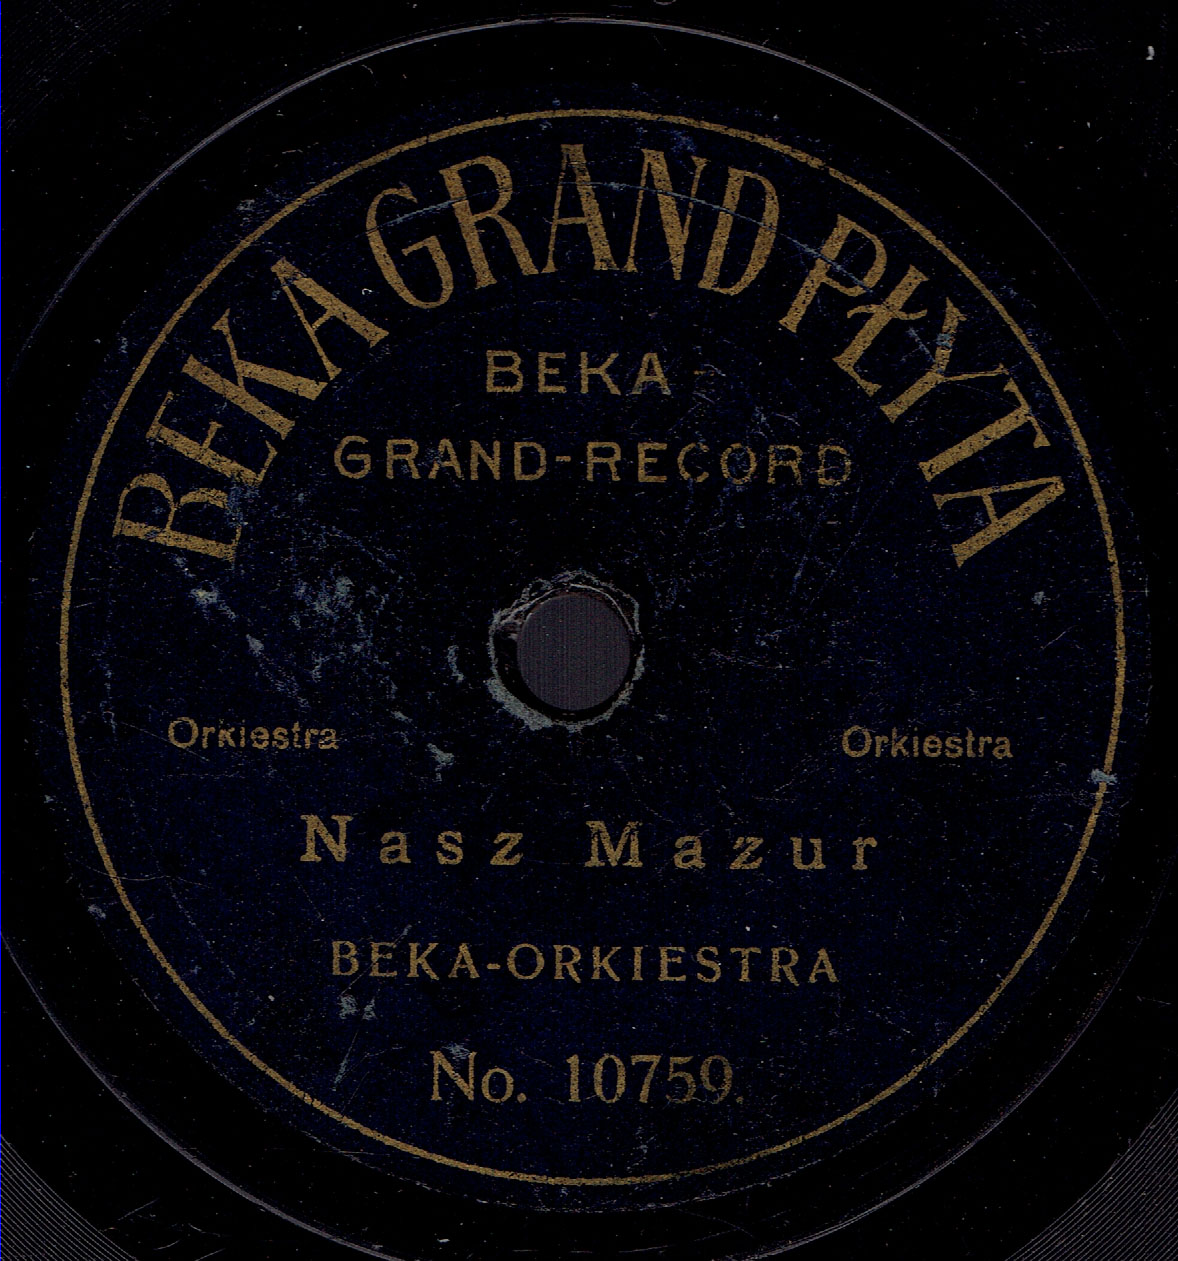 BEKA GRAND PŁYTA
BEKA-
GRAND-RECORD
Orkiestra Orkiestra
Nasz Mazur
BEKA-ORKIESTRA
No. 10759.